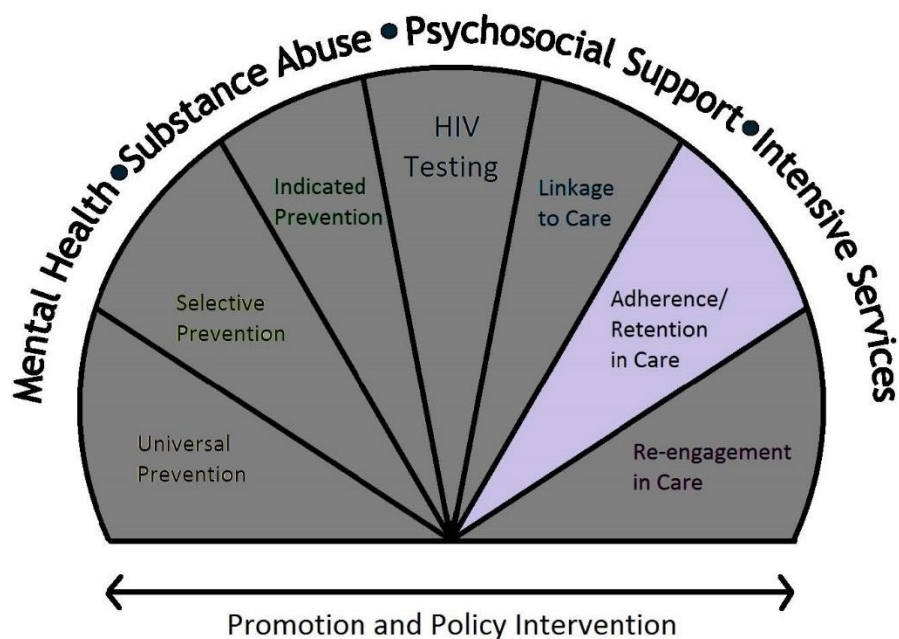 Mental Health•Substance Abuse•Psychosocial Support•Intensive Services
Universal
Prevention
Selective
Prevention
Indicated
Prevention
HIV
Testing
Linkage
to Care
Adherence/
Retention
in Care
Re-engagement
in Care
Promotion and Policy Intervention